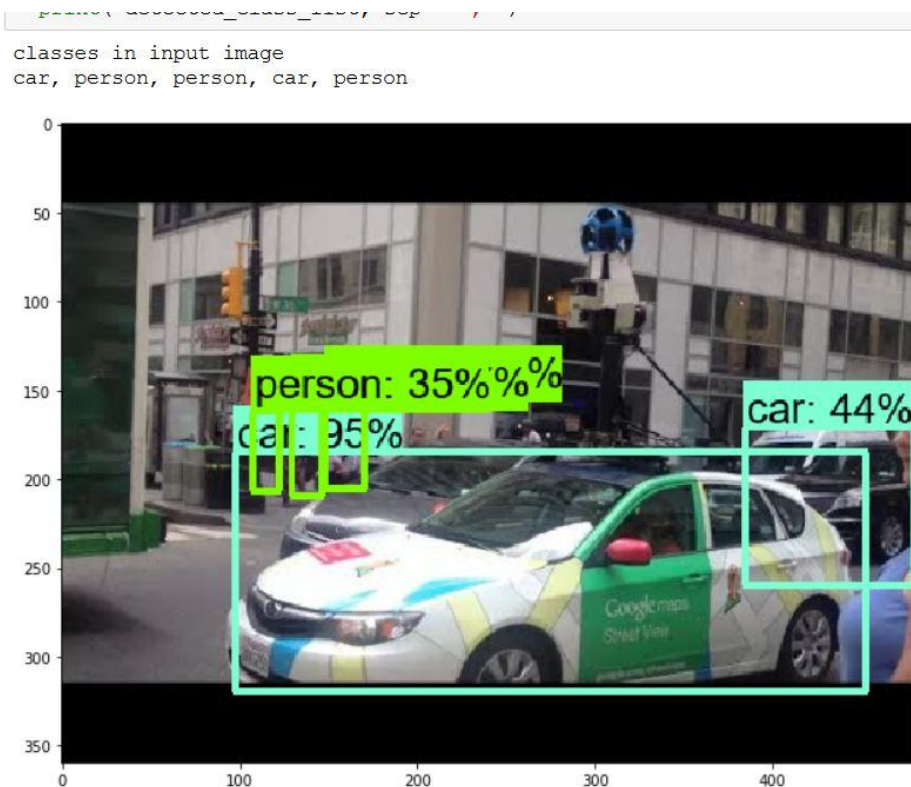 classes in input image
car, person, person, car, person
0
50
100
150
200
250
300
350
person: 35% % %
car: 95%
car: 44%
Google maps
Street View
0 100 200 300 400